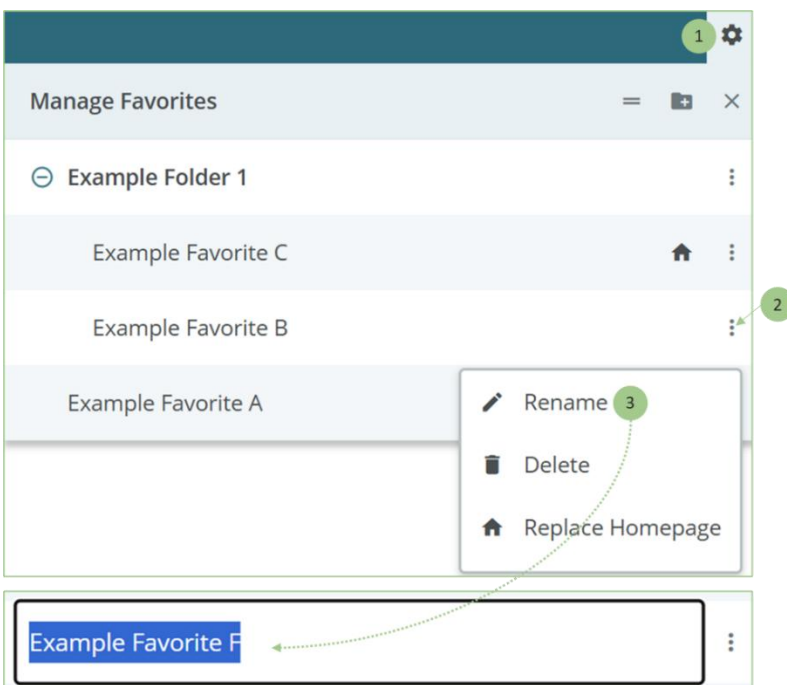 1
Manage Favorites
Example Folder 1
Example Favorite C
Example Favorite B
2
Example Favorite A
Rename 3
Delete
Replace Homepage
Example Favorite F